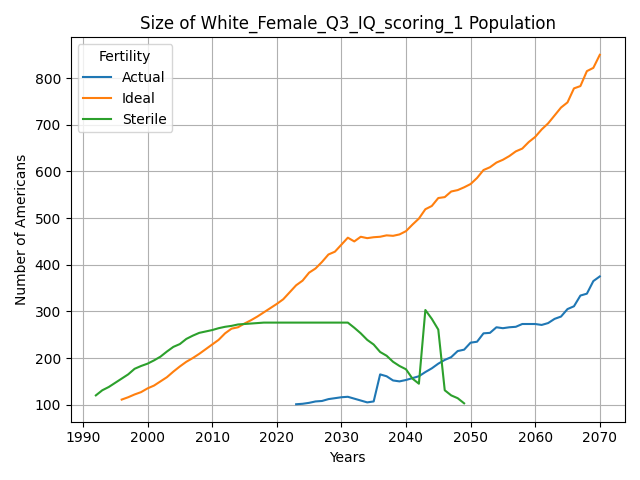 Size of White_Female_Q3_IQ_scoring_1 Population
Fertility
Actual
Ideal
Sterile
Number of Americans
800
700
600
500
400
300
200
100
1990 2000 2010 2020 2030 2040 2050 2060 2070
Years